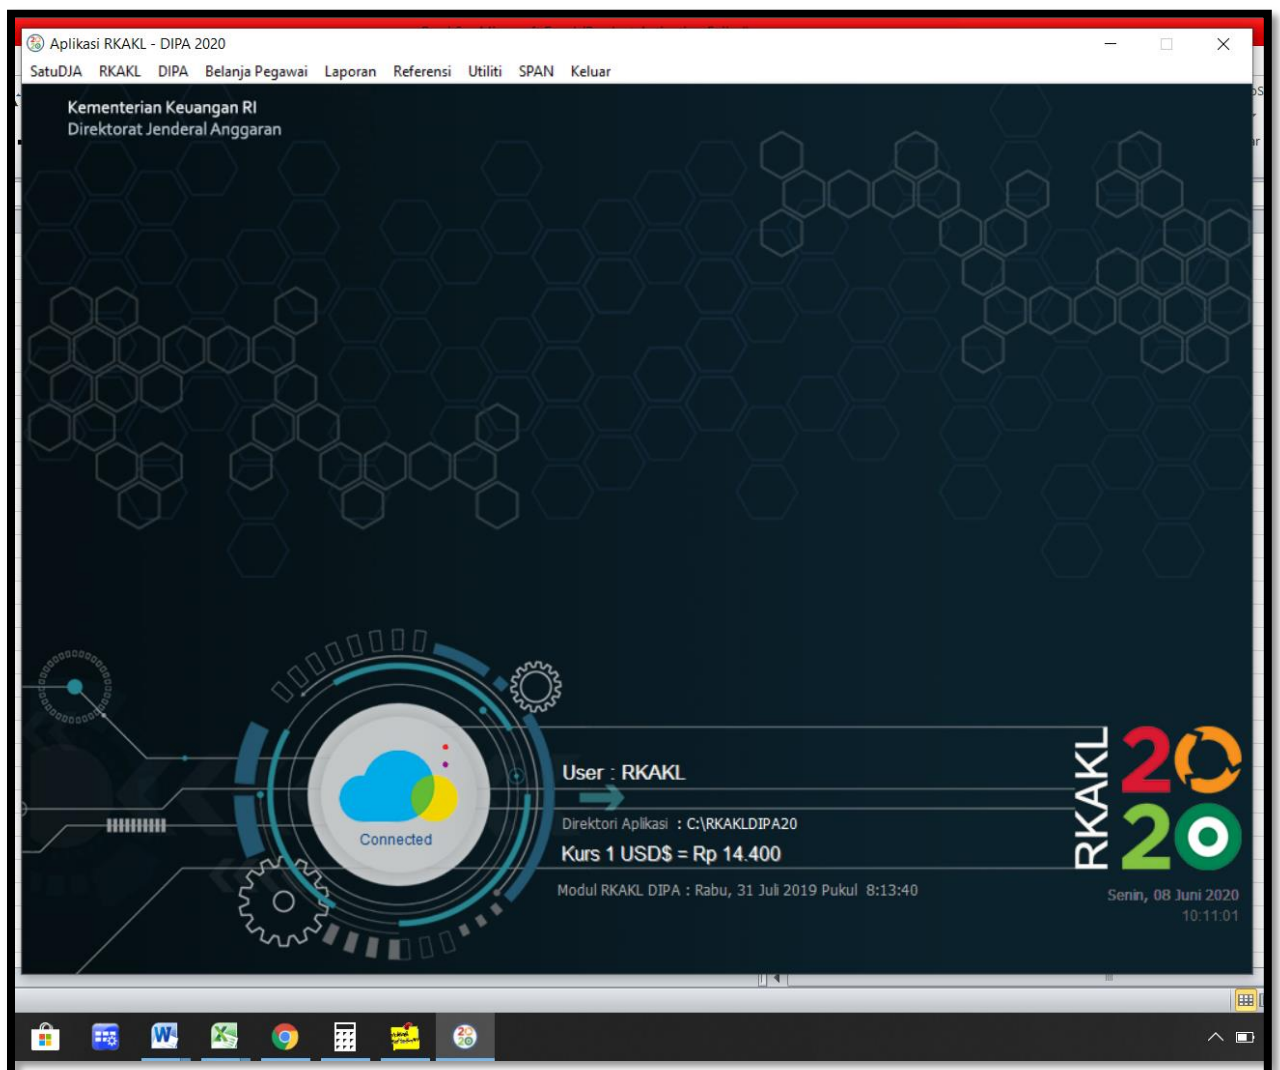 Aplikasi RKAKL - DIPA 2020
SatuDJA RKAKL DIPA Belanja Pegawai Laporan Referensi Utiliti SPAN Keluar
Kementerian Keuangan RI
Direktorat Jenderal Anggaran
Connected
User : RKAKL
Direktori Aplikasi : C:\RKAKLDIPA20
Kurs 1 USD$ = Rp 14.400
Modul RKAKL DIPA : Rabu, 31 Juli 2019 Pukul 8:13:40
RKAKL
20
20
Senin, 08 Juni 2020
10:11:01